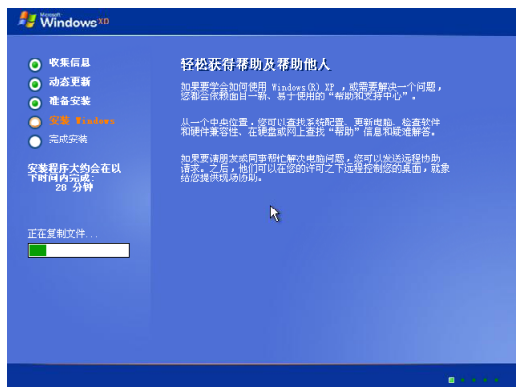 Microsoft
Windows XP
收集信息
动态更新
准备安装
安装 Windows
完成安装
安装程序大约会在以
下时间内完成:
28 分钟
正在复制文件...
轻松获得帮助及帮助他人
如果要学会如何使用 Windows(R) XP ，或需要解决一个问题，
您都会依赖面目一新、易于使用的“帮助和支持中心”。
从一个中央位置，您可以查找系统配置、更新电脑、检查软件
和硬件兼容性、在硬盘或网上查找“帮助”信息和疑难解答。
如果要请朋友或同事帮忙解决电脑问题，您可以发送远程协助
请求。之后，他们可以在您的许可之下远程控制您的桌面，就象
给您提供现场协助。